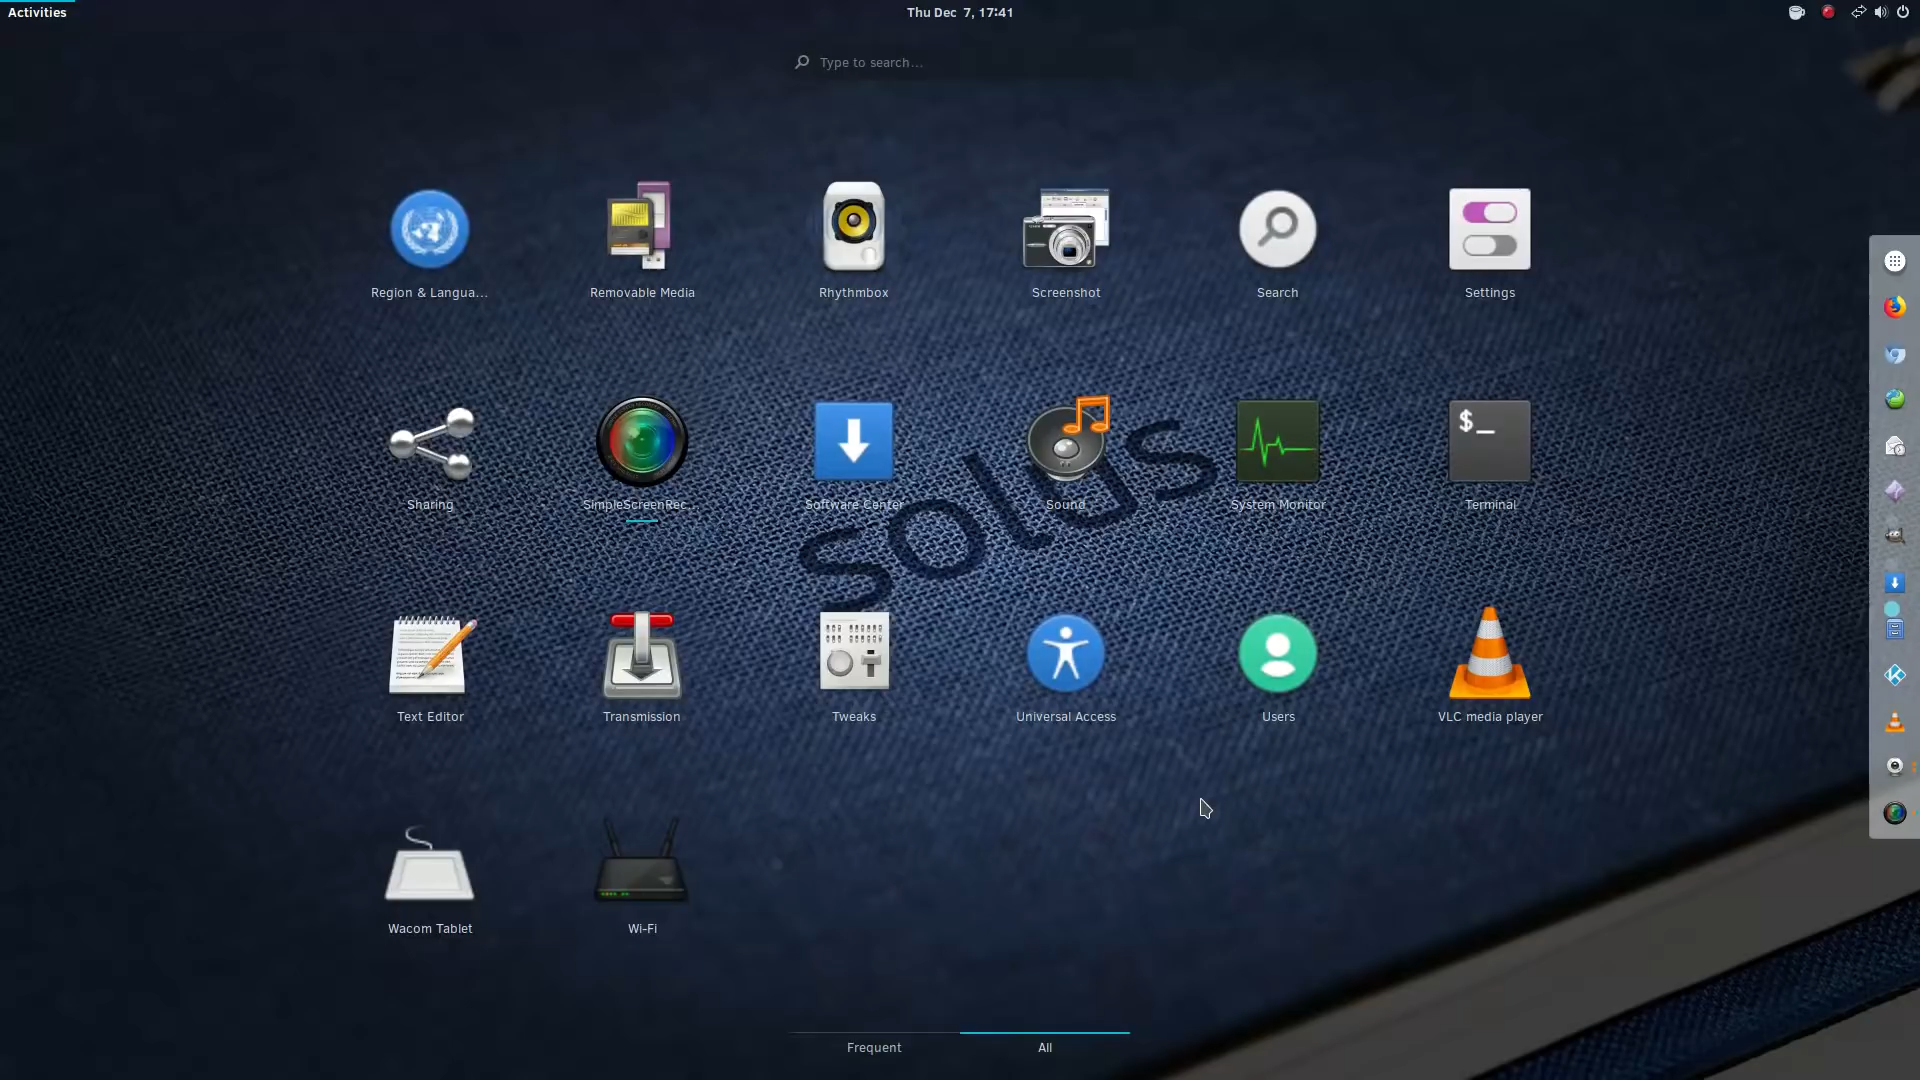 Activities
Thu Dec 7, 17:41
Type to search...
Region & Langua...
Removable Media
Rhythmbox
Screenshot
Search
Settings
Sharing
SimpleScreenRec...
Software Center
Sound
System Monitor
$_
Terminal
solus
Text Editor
Transmission
Tweaks
Universal Access
Users
VLC media player
Wacom Tablet
Wi-Fi
Frequent
All